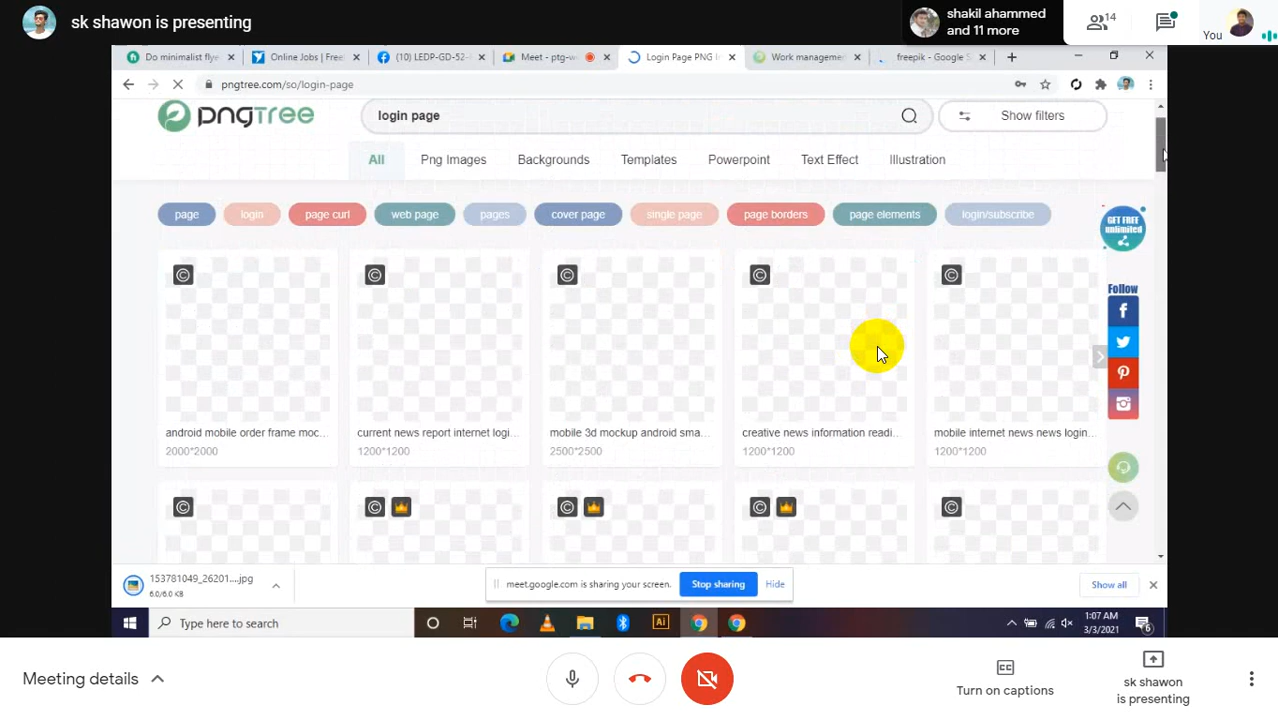 sk shawon is presenting
shakil ahammed
and 11 more
14
You
Do minimalist flye
Online Jobs | Free
(10) LEDP-GD-52-
Meet - ptg-w
Login Page PNG I
Work managemen
freepik - Google S
pngtree.com/so/login-page
pngtree
login page
Show filters
All
Png Images
Backgrounds
Templates
Powerpoint
Text Effect
Illustration
page
login
page curl
web page
pages
cover page
single page
page borders
page elements
login/subscribe
GET FREE
unlimited
Follow
android mobile order frame moc...
current news report internet logi...
mobile 3d mockup android sma...
creative news information readi...
mobile internet news news login...
2000*2000
1200*1200
2500*2500
1200*1200
1200*1200
153781049_26201....jpg
6.0/6.0 KB
meet.google.com is sharing your screen.
Stop sharing
Hide
Show all
Type here to search
Ai
1:07 AM
3/3/2021
6
Meeting details
Turn on captions
sk shawon
is presenting